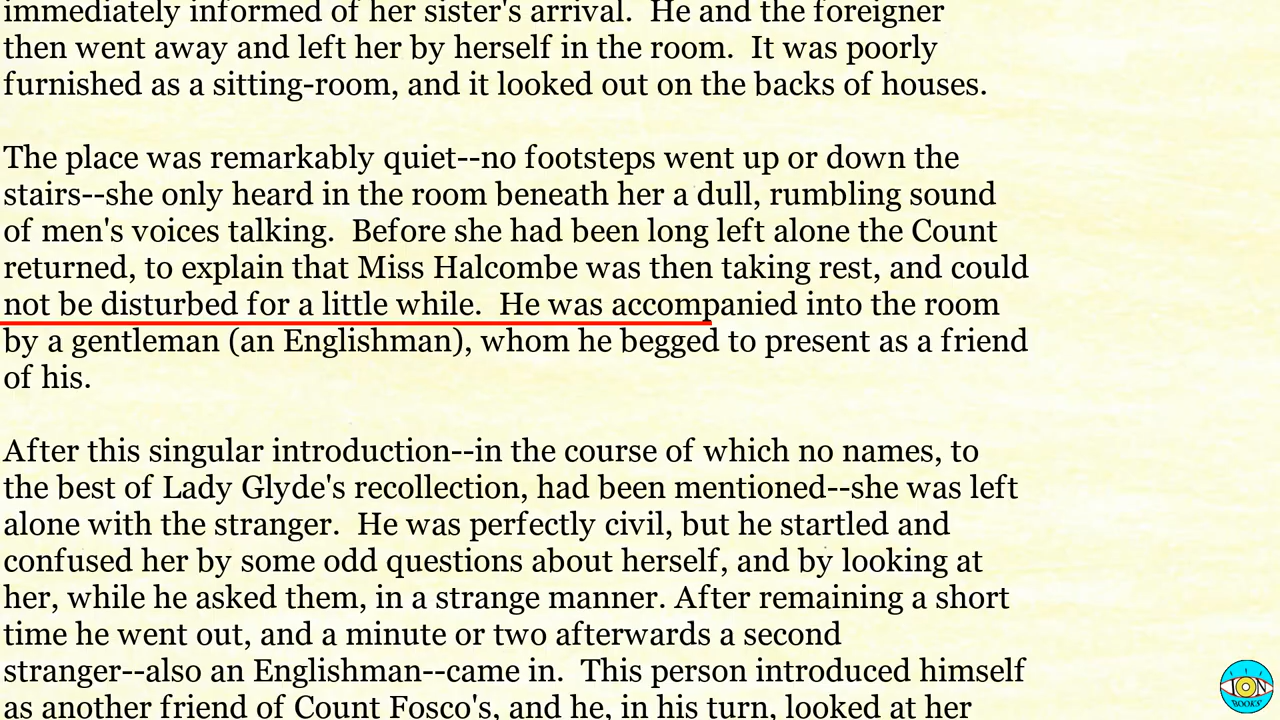 immediately informed of her sister's arrival.  He and the foreigner
then went away and left her by herself in the room.  It was poorly
furnished as a sitting-room, and it looked out on the backs of houses.
The place was remarkably quiet--no footsteps went up or down the
stairs--she only heard in the room beneath her a dull, rumbling sound
of men's voices talking.  Before she had been long left alone the Count
returned, to explain that Miss Halcombe was then taking rest, and could
not be disturbed for a little while.  He was accompanied into the room
by a gentleman (an Englishman), whom he begged to present as a friend
of his.
After this singular introduction--in the course of which no names, to
the best of Lady Glyde's recollection, had been mentioned--she was left
alone with the stranger.  He was perfectly civil, but he startled and
confused her by some odd questions about herself, and by looking at
her, while he asked them, in a strange manner. After remaining a short
time he went out, and a minute or two afterwards a second
stranger--also an Englishman--came in.  This person introduced himself
as another friend of Count Fosco's, and he, in his turn, looked at her
ION
BOOKS